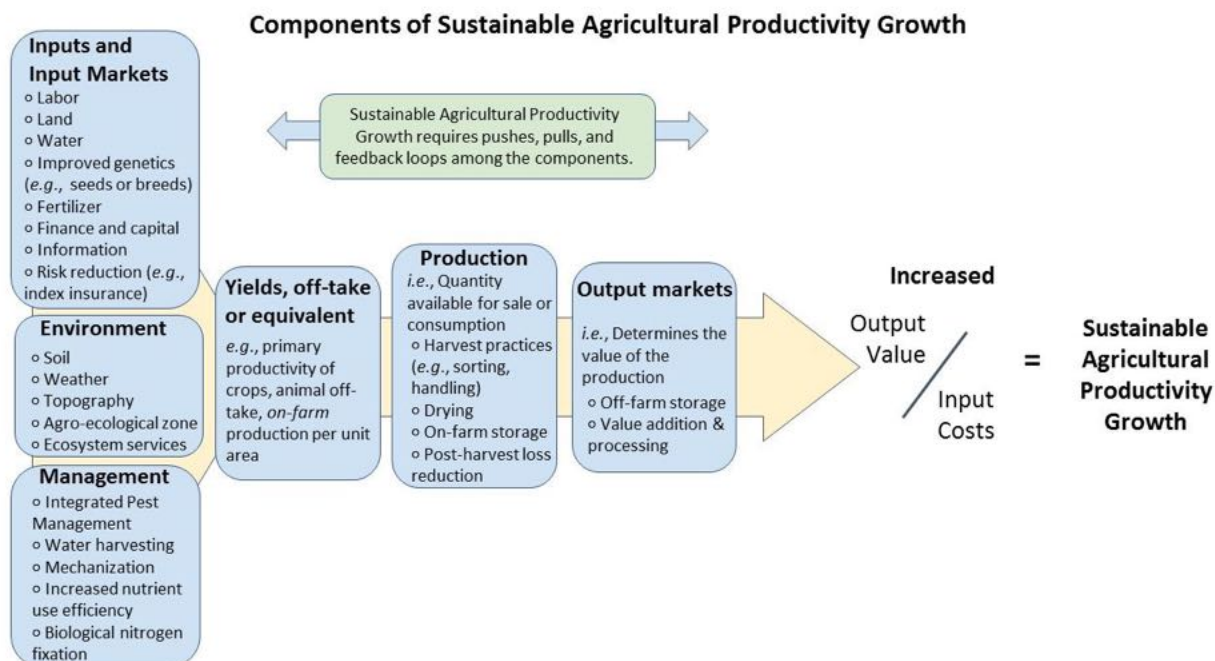 Components of Sustainable Agricultural Productivity Growth
Inputs and
Input Markets
○ Labor
○ Land
○ Water
○ Improved genetics
(e.g., seeds or breeds)
○ Fertilizer
○ Finance and capital
○ Information
○ Risk reduction (e.g.,
index insurance)
Environment
○ Soil
○ Weather
○ Topography
○ Agro-ecological zone
○ Ecosystem services
Management
○ Integrated Pest
Management
○ Water harvesting
○ Mechanization
○ Increased nutrient
use efficiency
○ Biological nitrogen
fixation
Sustainable Agricultural Productivity
Growth requires pushes, pulls, and
feedback loops among the components.
Yields, off-take
or equivalent
e.g., primary
productivity of
crops, animal off-
take, on-farm
production per unit
area
Production
i.e., Quantity
available for sale or
consumption
○ Harvest practices
(e.g., sorting,
handling)
○ Drying
○ On-farm storage
○ Post-harvest loss
reduction
Output markets
i.e., Determines the
value of the
production
○ Off-farm storage
○ Value addition &
processing
Increased
Output
Value
Input
Costs
=
Sustainable
Agricultural
Productivity
Growth